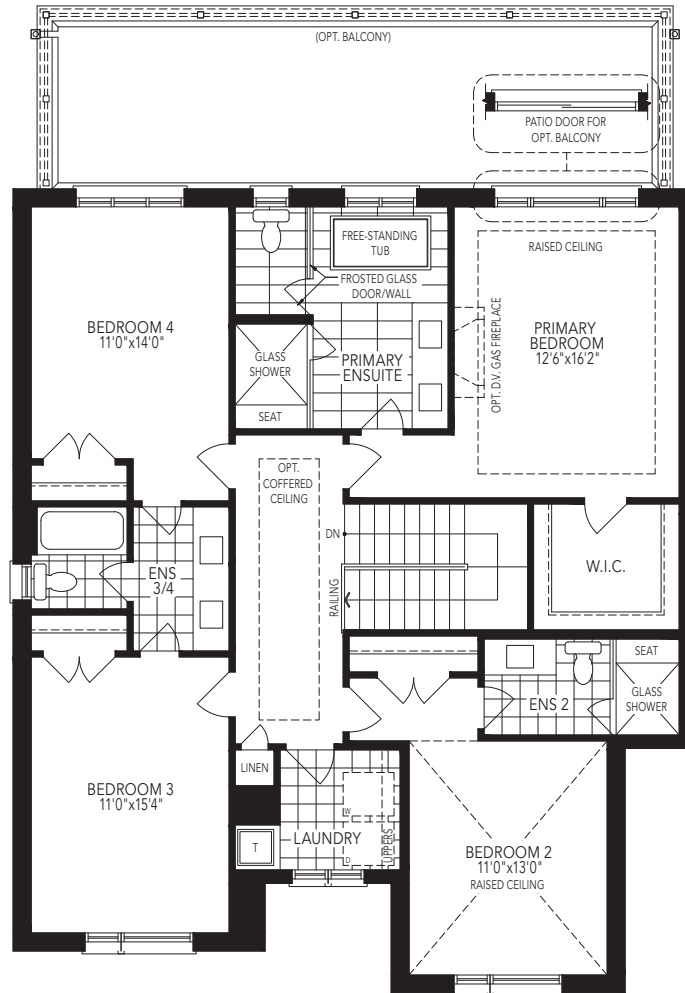 (OPT. BALCONY)
PATIO DOOR FOR
OPT. BALCONY
FREE-STANDING
TUB
FROSTED GLASS
DOOR/WALL
RAISED CEILING
BEDROOM 4
11'0"x14'0"
GLASS
SHOWER
SEAT
PRIMARY
ENSUITE
OPT. D.V. GAS FIREPLACE
PRIMARY
BEDROOM
12'6"x16'2"
OPT.
COFFERED
CEILING
DN
RAILING
W.I.C.
ENS
3/4
SEAT
GLASS
SHOWER
ENS 2
LINEN
BEDROOM 3
11'0"x15'4"
T
LAUNDRY
W
D
UPPERS
BEDROOM 2
11'0"x13'0"
RAISED CEILING